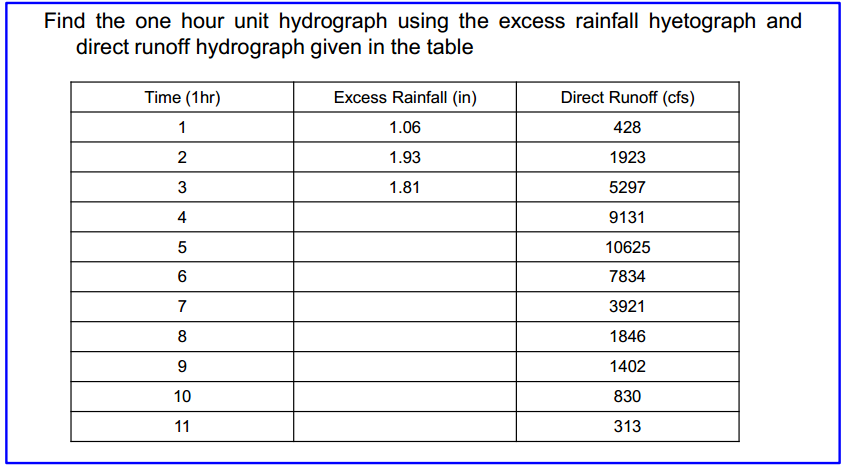 Find the one hour unit hydrograph using the excess rainfall hyetograph and
direct runoff hydrograph given in the table
Time (1hr) Excess Rainfall (in) Direct Runoff (cfs)
1 1.06 428
2 1.93 1923
3 1.81 5297
4 9131
5 10625
6 7834
7 3921
8 1846
9 1402
10 830
11 313